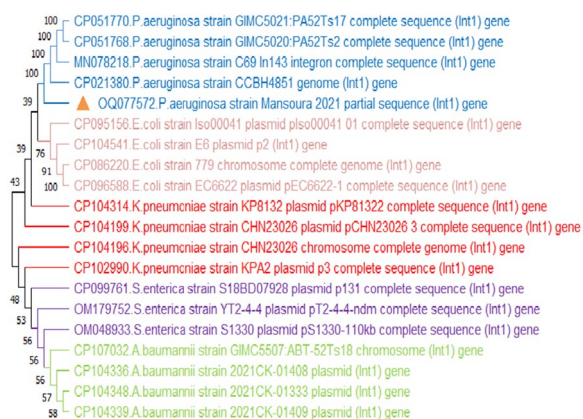 100 CP051770.P.aeruginosa strain GIMC5021:PA52Ts17 complete sequence (Int1) gene
100 CP051768.P.aeruginosa strain GIMC5020:PA52Ts2 complete sequence (Int1) gene
100 MN078218.P.aeruginosa strain C69 In143 integron complete sequence (Int1) gene
100 CP021380.P.aeruginosa strain CCBH4851 genome (Int1) gene
OQ077572.P.aeruginosa strain Mansoura 2021 partial sequence (Int1) gene
39
CP095156.E.coli strain Iso00041 plasmid pIso00041 01 complete sequence (Int1) gene
CP104541.E.coli strain E6 plasmid p2 (Int1) gene
39 76
CP086220.E.coli strain 779 chromosome complete genome (Int1) gene
91
CP096588.E.coli strain EC6622 plasmid pEC6622-1 complete sequence (Int1) gene
43 100
CP104314.K.pneumcniae strain KP8132 plasmid pKP81322 complete sequence (Int1) gene
CP104199.K.pneumcniae strain CHN23026 plasmid pCHN23026 3 complete sequence (Int1) gene
CP104196.K.pneumcniae strain CHN23026 chromosome complete genome (Int1) gene
CP102990.K.pneumcniae strain KPA2 plasmid p3 complete sequence (Int1) gene
48
CP099761.S.enterica strain S18BD07928 plasmid p131 complete sequence (Int1) gene
53
OM179752.S.enterica strain YT2-4-4 plasmid pT2-4-4-ndm complete sequence (Int1) gene
OM048933.S.enterica strain S1330 plasmid pS1330-110kb complete sequence (Int1) gene
56
CP107032.A.baumannii strain GIMC5507:ABT-52Ts18 chromosome (Int1) gene
56
CP104336.A.baumannii strain 2021CK-01408 plasmid (Int1) gene
56
CP104348.A.baumannii strain 2021CK-01333 plasmid (Int1) gene
57
CP104339.A.baumannii strain 2021CK-01409 plasmid (Int1) gene
58